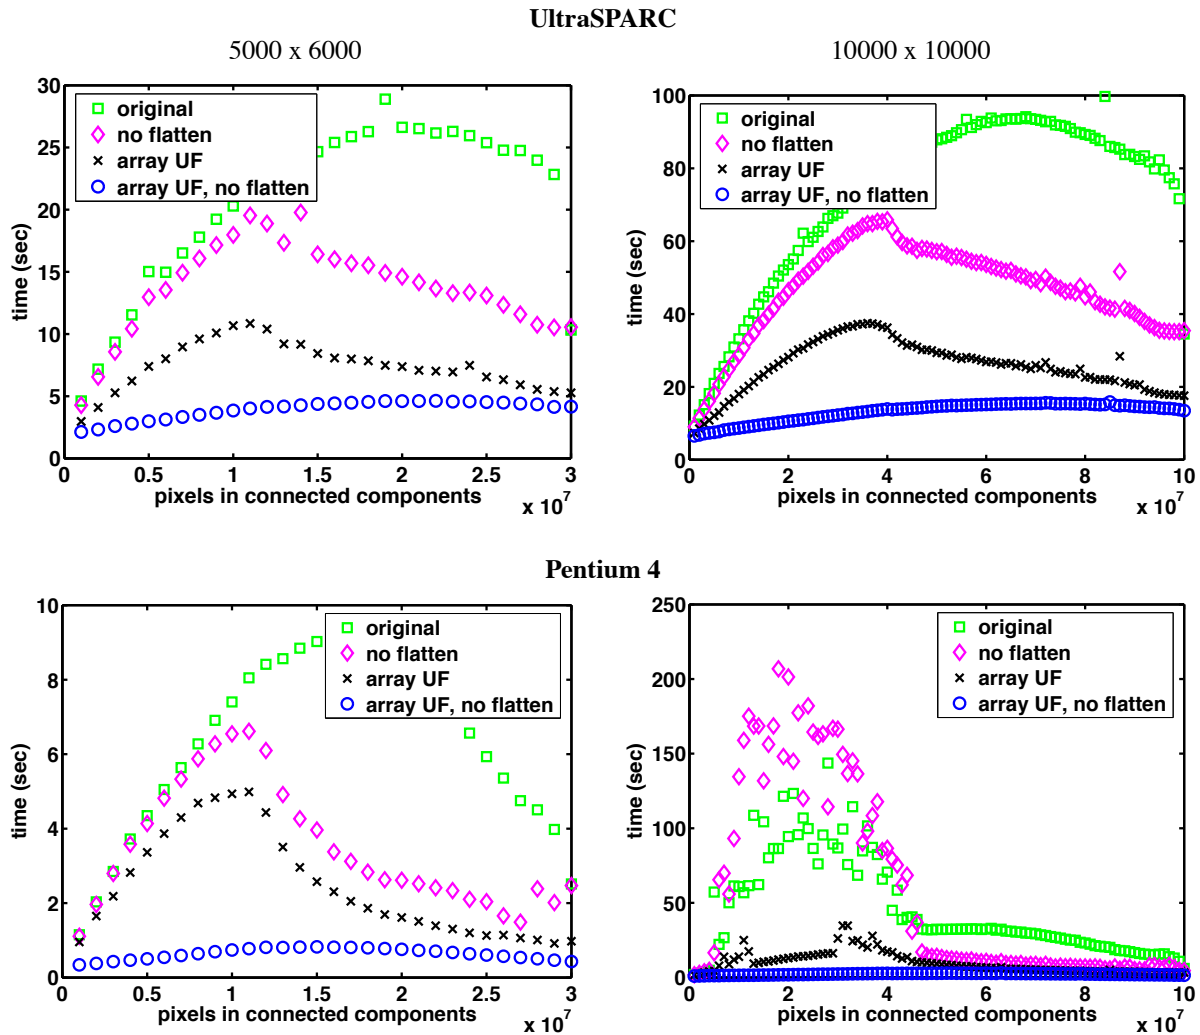 UltraSPARC
5000 x 6000
10000 x 10000
30
25
20
15
10
5
0
time (sec)
original
no flatten
array UF
array UF, no flatten
0
0.5
1
1.5
2
2.5
3
pixels in connected components
x 10^7
100
80
60
40
20
0
time (sec)
original
no flatten
array UF
array UF, no flatten
0
2
4
6
8
10
pixels in connected components
x 10^7
Pentium 4
10
8
6
4
2
0
time (sec)
original
no flatten
array UF
array UF, no flatten
0
0.5
1
1.5
2
2.5
3
pixels in connected components
x 10^7
250
200
150
100
50
0
time (sec)
original
no flatten
array UF
array UF, no flatten
0
2
4
6
8
10
pixels in connected components
x 10^7